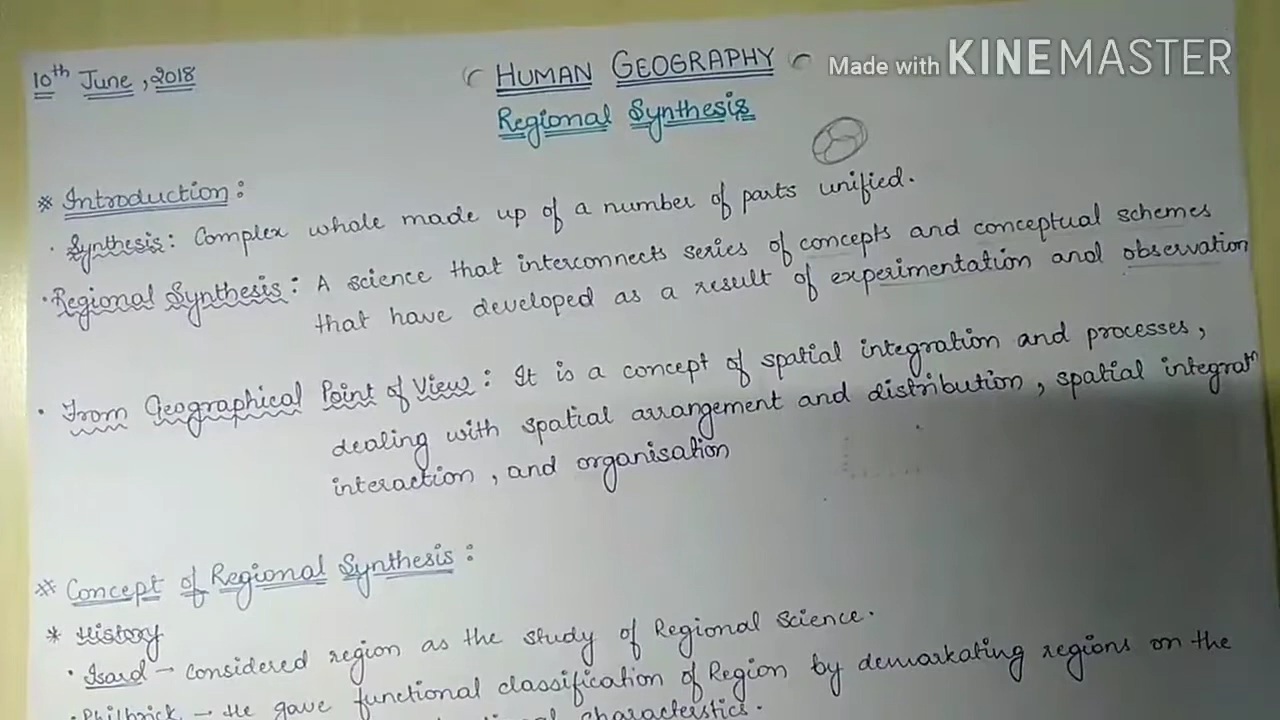 10th June, 2018
HUMAN GEOGRAPHY
Made with KINEMASTER
Regional Synthesis
* Introduction:
· Synthesis: Complex whole made up of a number of parts unified.
· Regional Synthesis: A science that interconnects series of concepts and conceptual schemes
that have developed as a result of experimentation and observation
· From Geographical Point of View: It is a concept of spatial integration and processes,
dealing with spatial arrangement and distribution, spatial integratn
interaction, and organisation
* Concept of Regional Synthesis:
* History
· Isard - considered region as the study of Regional Science.
· Philbrick - He gave functional classification of Region by demarkating regions on the
characteristics.